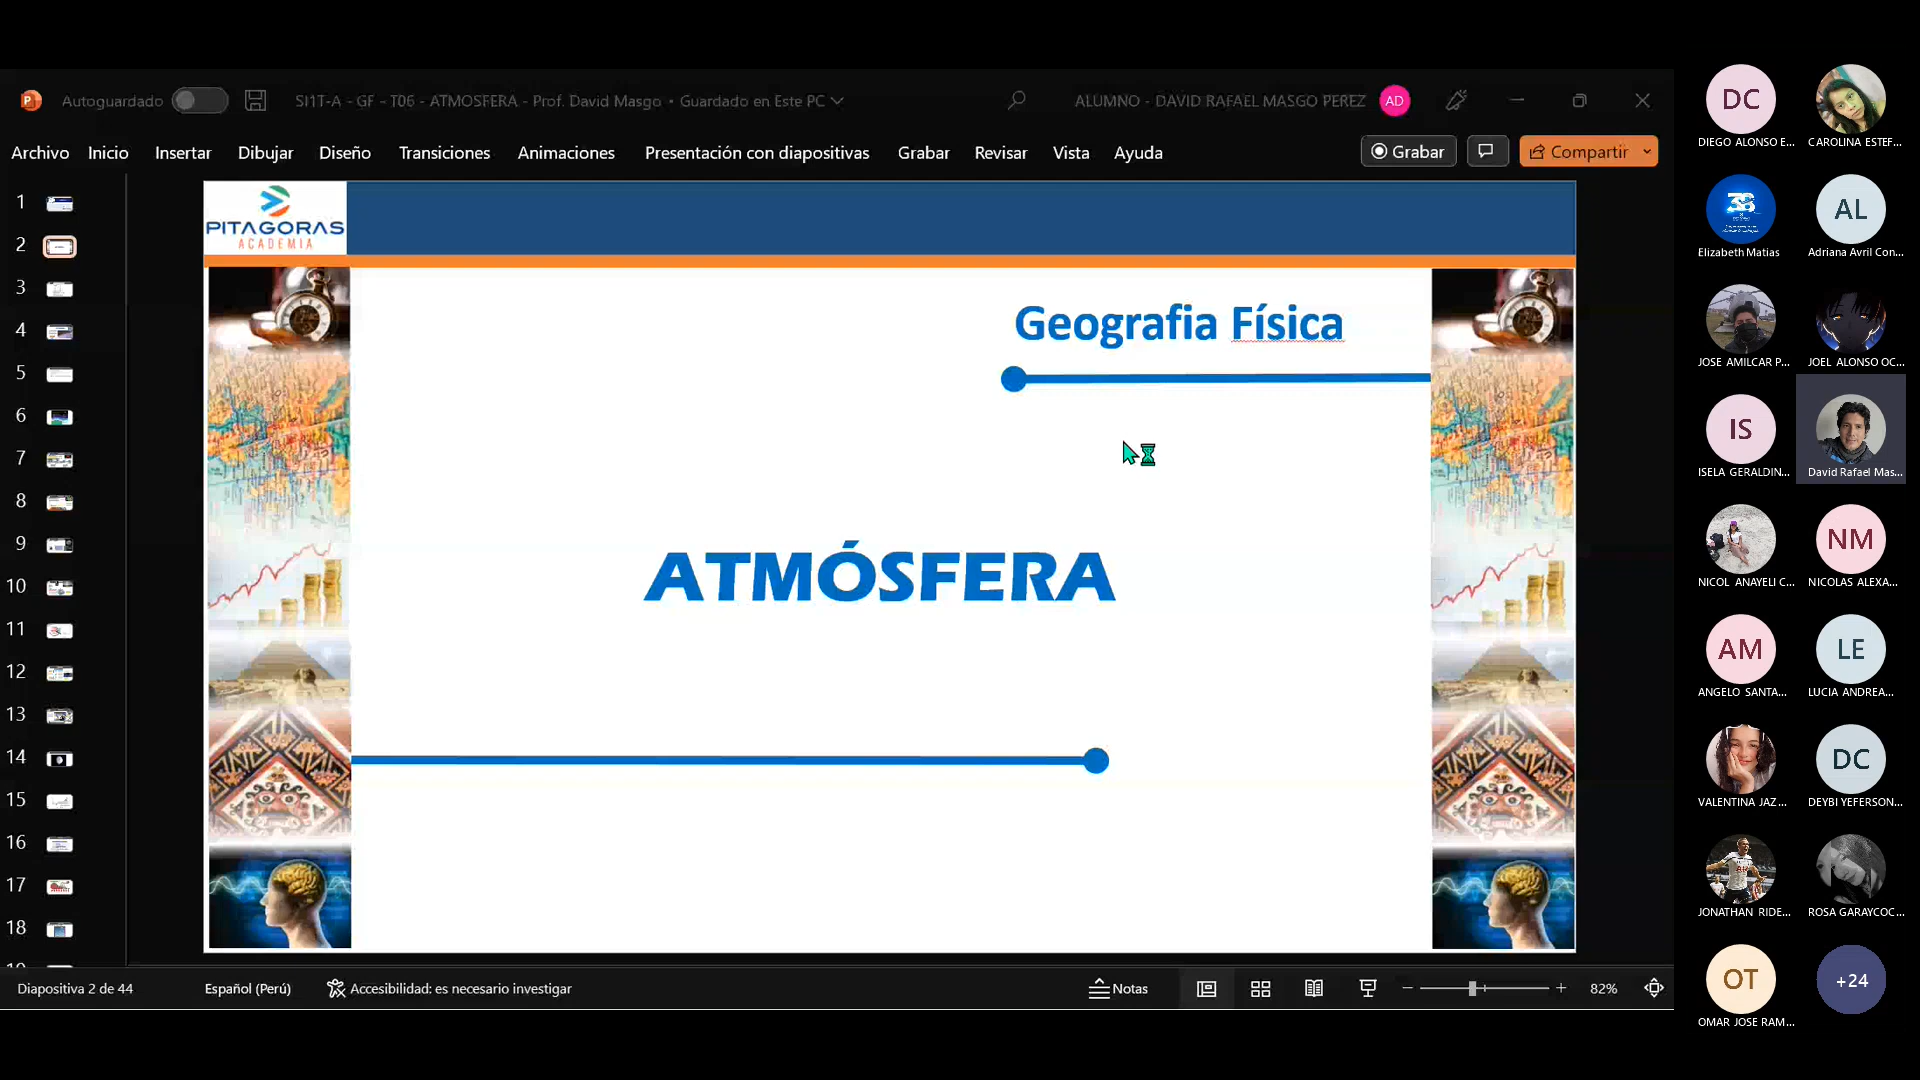 Autoguardado
SI1T-A - GF - T06 - ATMOSFERA - Prof. David Masgo • Guardado en Este PC
ALUMNO - DAVID RAFAEL MASGO PEREZ
AD
Archivo Inicio Insertar Dibujar Diseño Transiciones Animaciones Presentación con diapositivas Grabar Revisar Vista Ayuda
Grabar
Compartir
1
2
3
4
5
6
7
8
9
10
11
12
13
14
15
16
17
18
PITAGORAS
ACADEMIA
Geografia Física
ATMÓSFERA
Diapositiva 2 de 44
Español (Perú)
Accesibilidad: es necesario investigar
Notas
82%
DC
DIEGO ALONSO E...
CAROLINA ESTEF...
Elizabeth Matias
AL
Adriana Avril Con...
JOSE AMILCAR P...
JOEL ALONSO OC...
IS
ISELA GERALDIN...
David Rafael Mas...
NICOL ANAYELI C...
NM
NICOLAS ALEXA...
AM
ANGELO SANTA...
LE
LUCIA ANDREA...
VALENTINA JAZ...
DC
DEYBI YEFERSON...
JONATHAN RIDE...
ROSA GARAYCOC...
OT
OMAR JOSE RAM...
+24